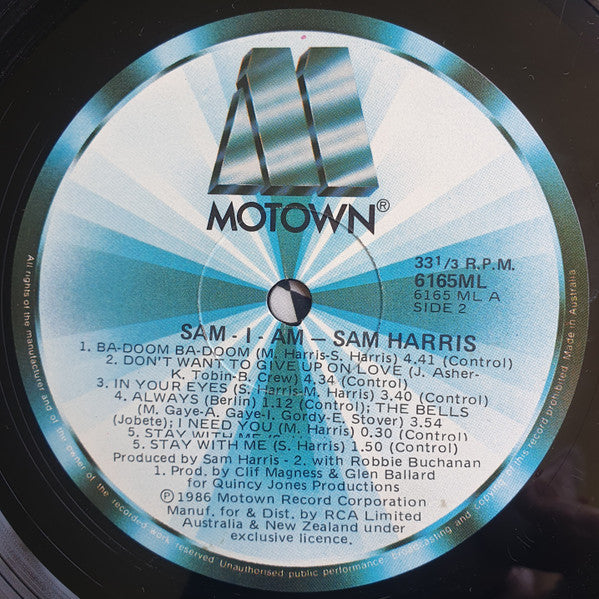 MOTOWN®
33 1/3 R.P.M.
6165ML
6165 ML A
SIDE 2
SAM - I - AM — SAM HARRIS
1. BA-DOOM BA-DOOM (M. Harris-S. Harris) 4.41 (Control)
2. DON'T WANT TO GIVE UP ON LOVE (J. Asher-
K. Tobin-B. Crew) 4.34 (Control)
3. IN YOUR EYES (S. Harris-M. Harris) 3.40 (Control)
4. ALWAYS (Berlin) 1.12 (Control); THE BELLS
(M. Gaye-A. Gaye-I. Gordy-E. Stover) 3.54
(Jobete); I NEED YOU (M. Harris) 0.30 (Control)
5. STAY WITH ME
5. STAY WITH ME (S. Harris) 1.50 (Control)
Produced by Sam Harris - 2. with Robbie Buchanan
1. Prod. by Clif Magness & Glen Ballard
for Quincy Jones Productions
℗ 1986 Motown Record Corporation
Manuf. for & Dist. by RCA Limited
Australia & New Zealand under
exclusive licence.
All rights of the manufacturer and of the owner of the recorded work reserved Unauthorised public performance, broadcasting and copying of this record prohibited. Made in Australia